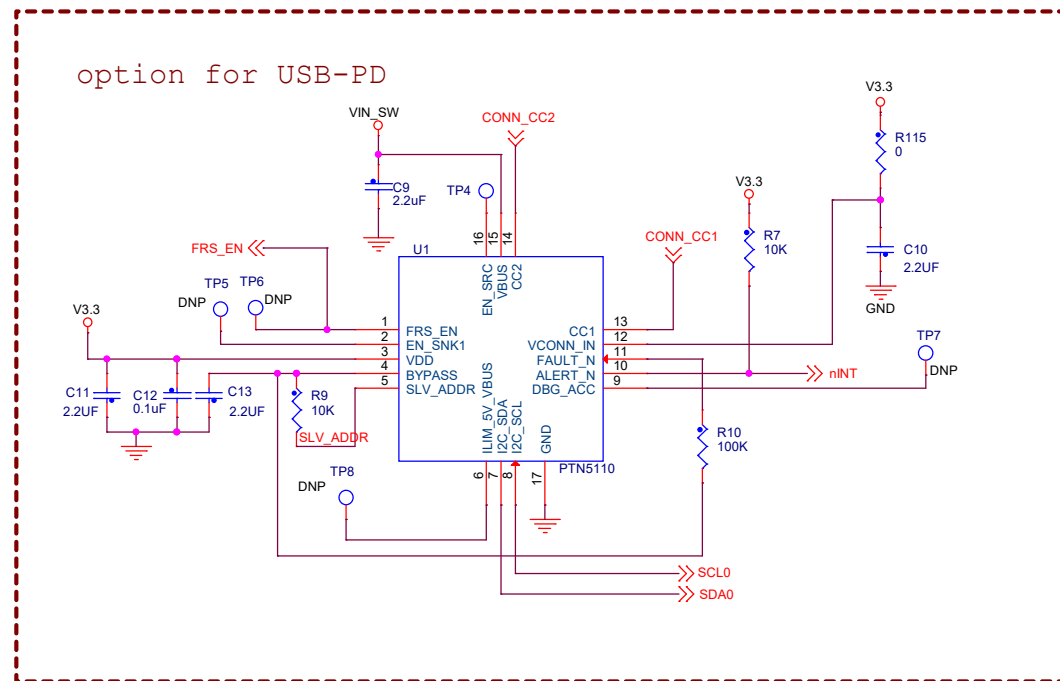 option for USB-PD
VIN_SW
CONN_CC2
V3.3
R115
0
C9
2.2uF
TP4
V3.3
R7
10K
CONN_CC1
C10
2.2UF
GND
FRS_EN
16
15
14
U1
EN_SRC
VBUS
CC2
TP5
DNP
TP6
DNP
V3.3
1
FRS_EN
2
EN_SNK1
3
VDD
4
BYPASS
5
SLV_ADDR
CC1
13
VCONN_IN
12
FAULT_N
11
ALERT_N
10
DBG_ACC
9
nINT
TP7
DNP
C11
2.2UF
C12
0.1uF
C13
2.2UF
R9
10K
SLV_ADDR
ILIM_5V_VBUS
I2C_SDA
I2C_SCL
GND
6
7
8
17
PTN5110
R10
100K
TP8
DNP
SCL0
SDA0